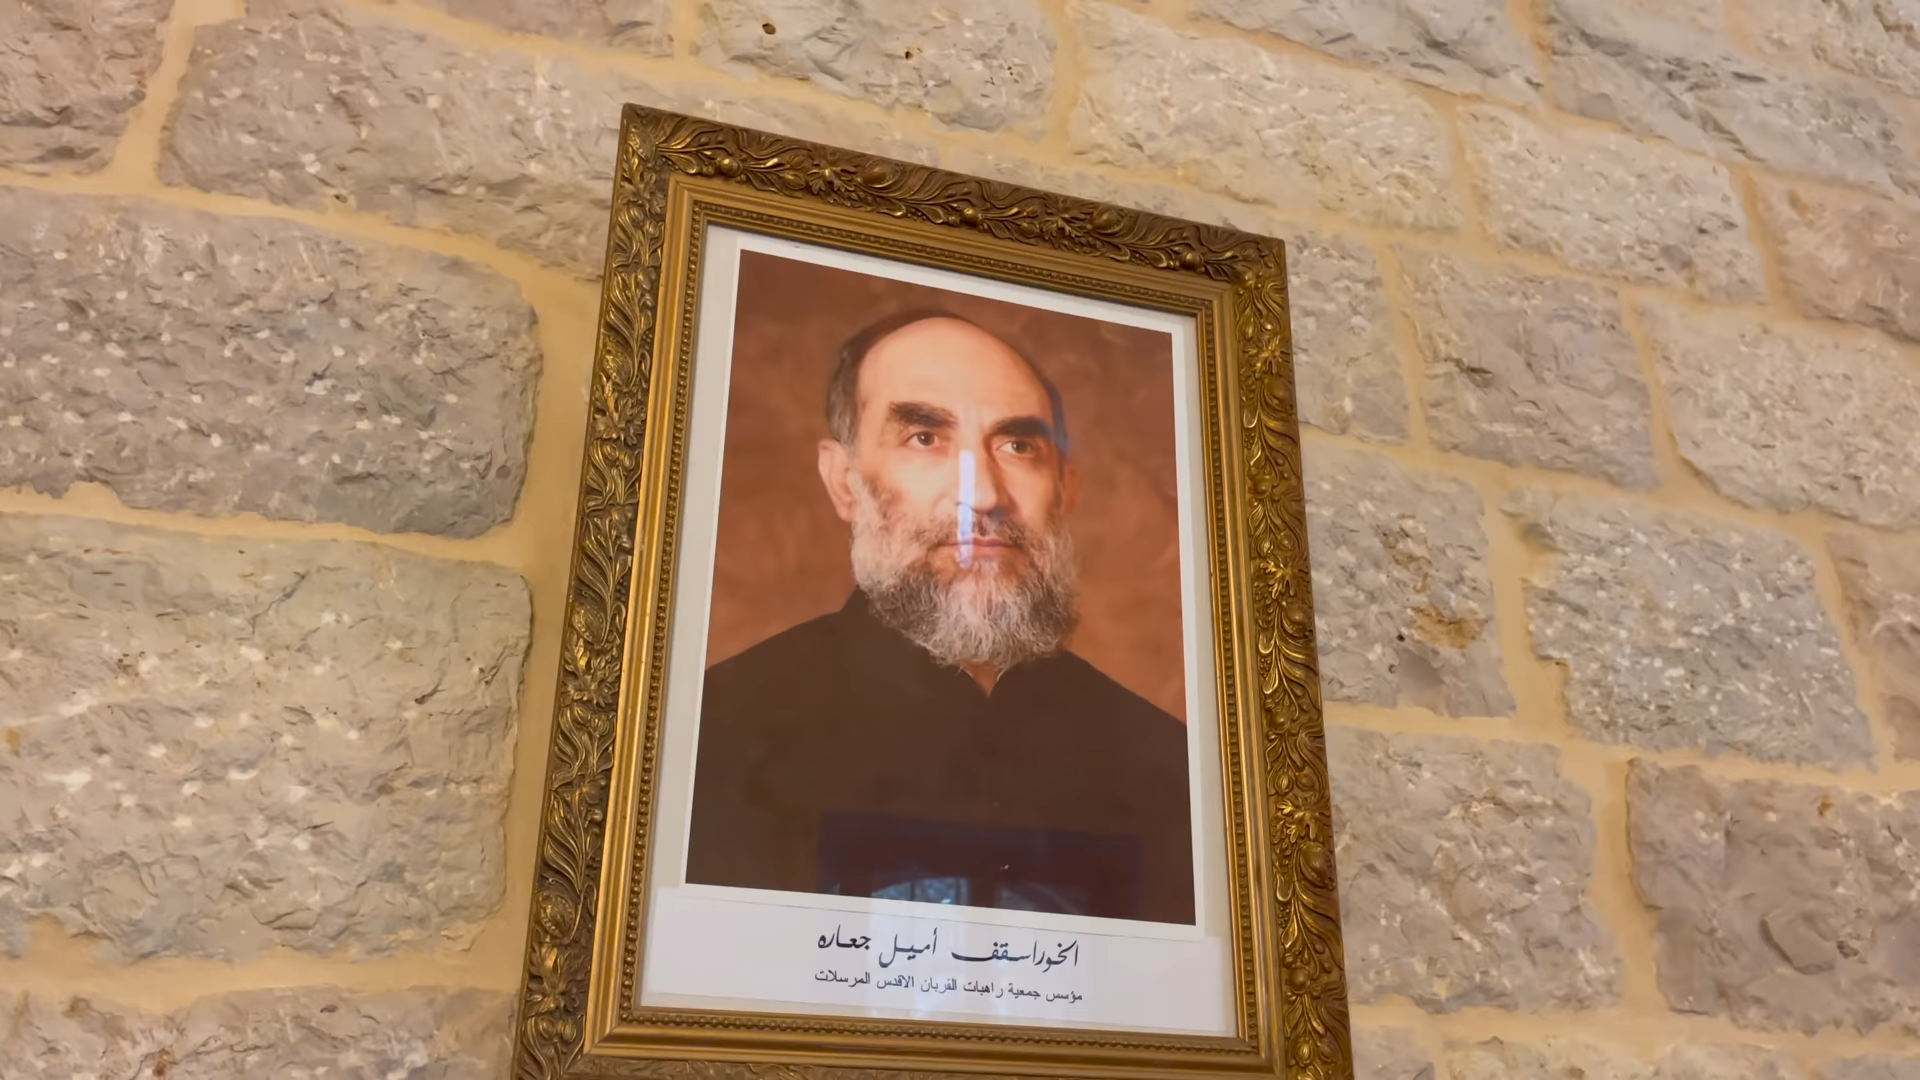 الخوراسقف أميل جعاره
مؤسس جمعية راهبات القربان الاقدس المرسلات